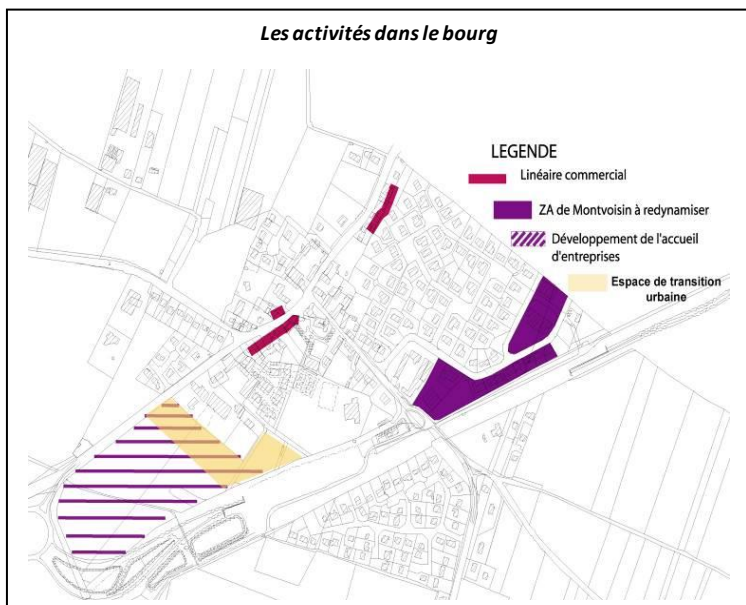 Les activités dans le bourg
LEGENDE
Linéaire commercial
ZA de Montvoisin à redynamiser
Développement de l'accueil
d'entreprises
Espace de transition
urbaine